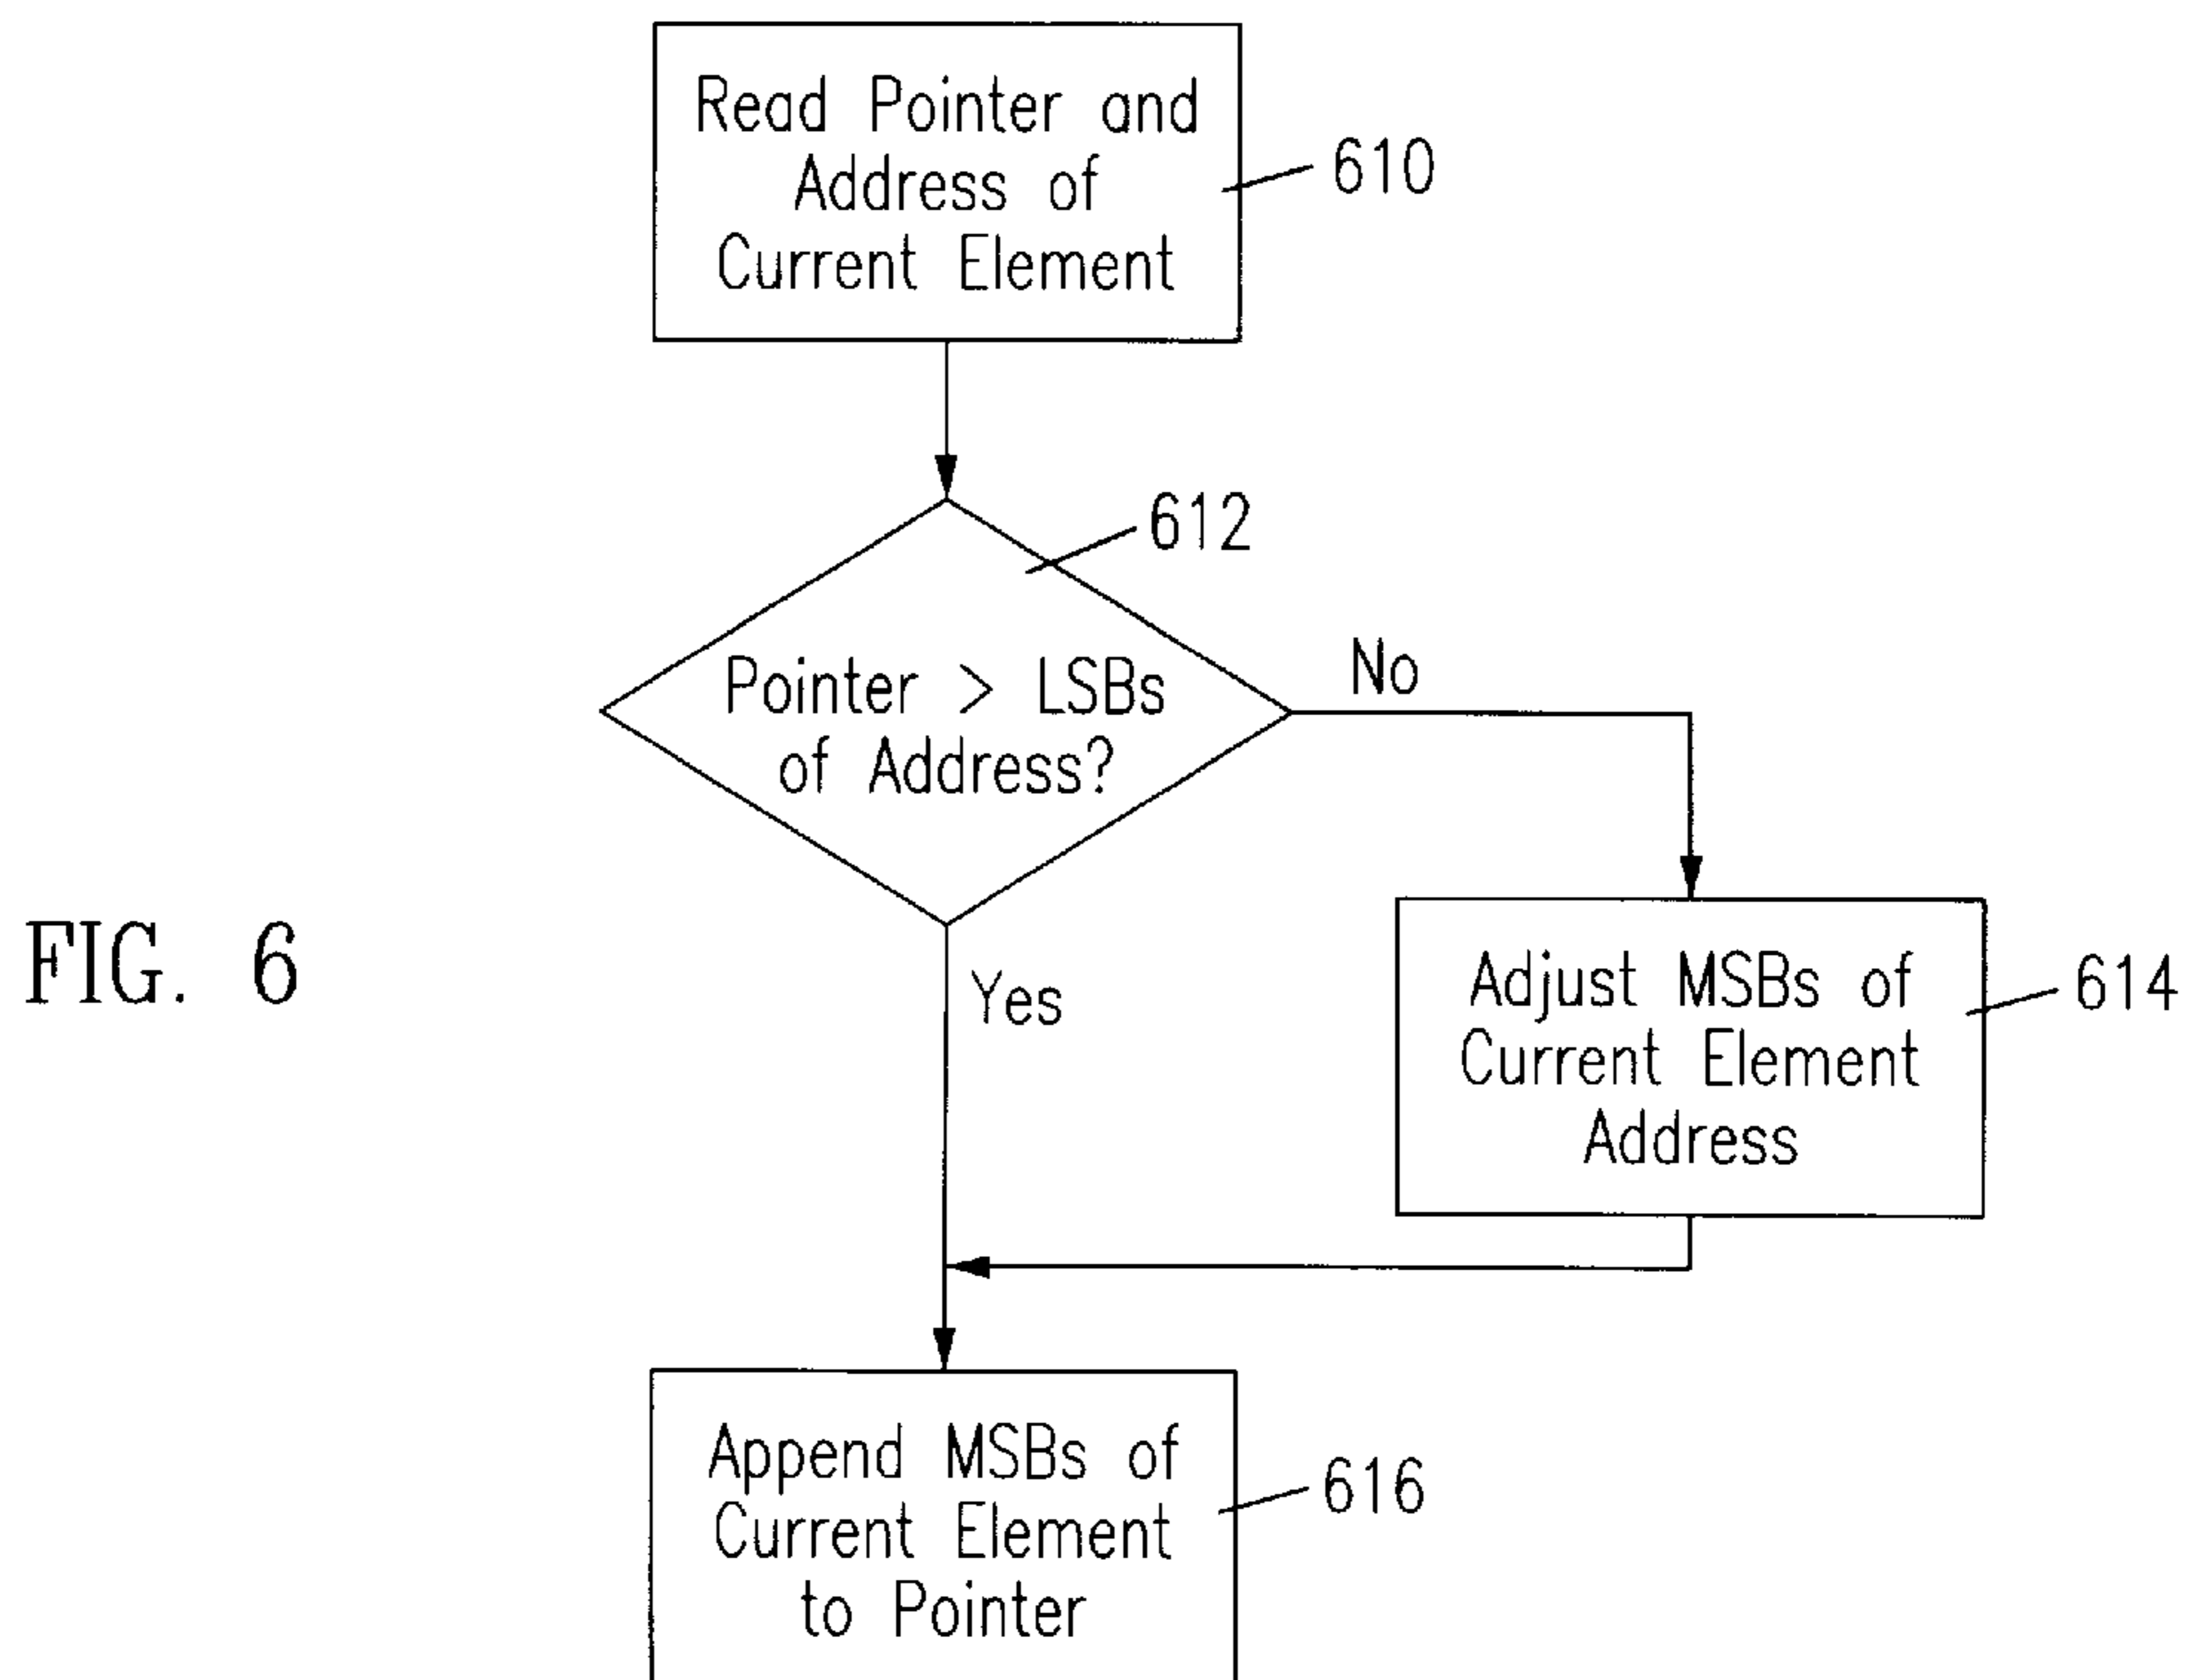 Read Pointer and
Address of
Current Element
610
612
Pointer > LSBs
of Address?
No
Yes
FIG. 6
Adjust MSBs of
Current Element
Address
614
Append MSBs of
Current Element
to Pointer
616